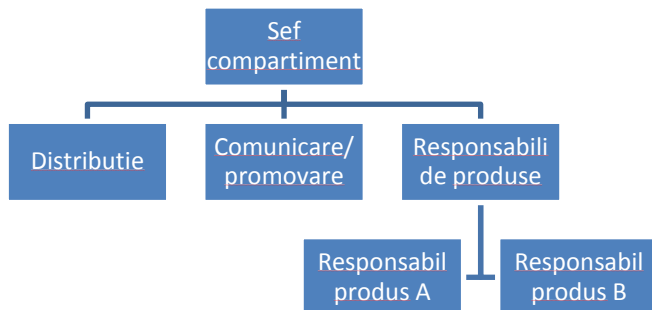 Sef
compartiment
Distributie
Comunicare/
promovare
Responsabili
de produse
Responsabil
produs A
Responsabil
produs B